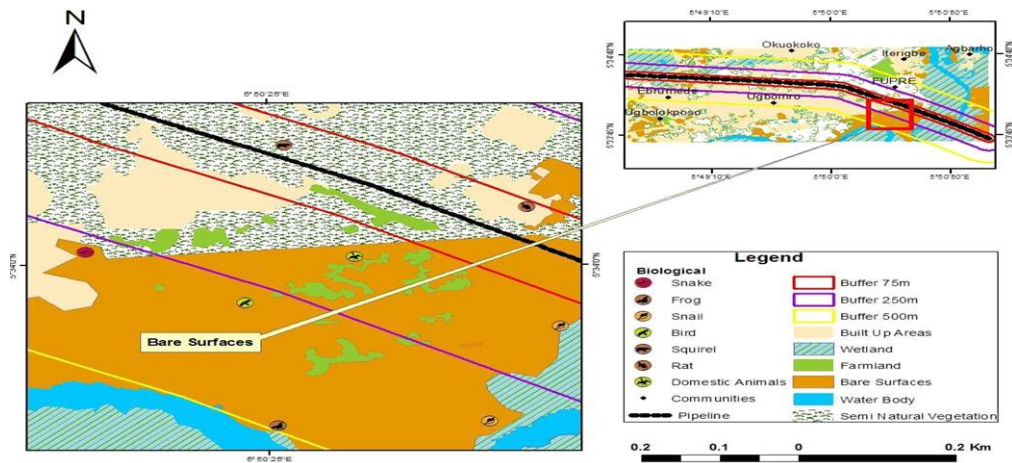 N
5°50'25"E
5°34'0"N
5°34'0"N
Bare Surfaces
5°50'25"E
5°49'10"E
5°50'0"E
5°50'50"E
Okuokoko
Agbarho
Iterigbe
FUPRE
Ebrumede
Ugbomro
Ugbolokposo
5°49'10"E
5°50'0"E
5°50'50"E
Legend
Biological
Snake
Frog
Snail
Bird
Squirel
Rat
Domestic Animals
Communities
Pipeline
Buffer 75m
Buffer 250m
Buffer 500m
Built Up Areas
Wetland
Farmland
Bare Surfaces
Water Body
Semi Natural Vegetation
0.2
0.1
0
0.2 Km